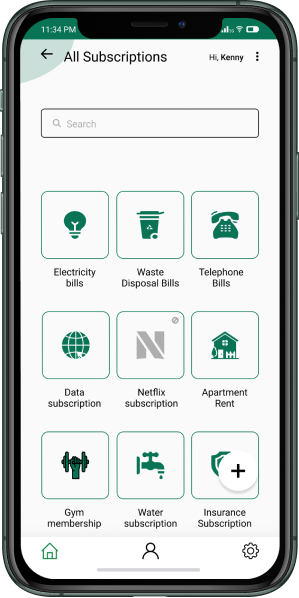 11:34 PM
All Subscriptions
Hi, Kenny
Search
Electricity
bills
Waste
Disposal Bills
Telephone
Bills
Data
subscription
Netflix
subscription
Apartment
Rent
Gym
membership
Water
subscription
Insurance
Subscription